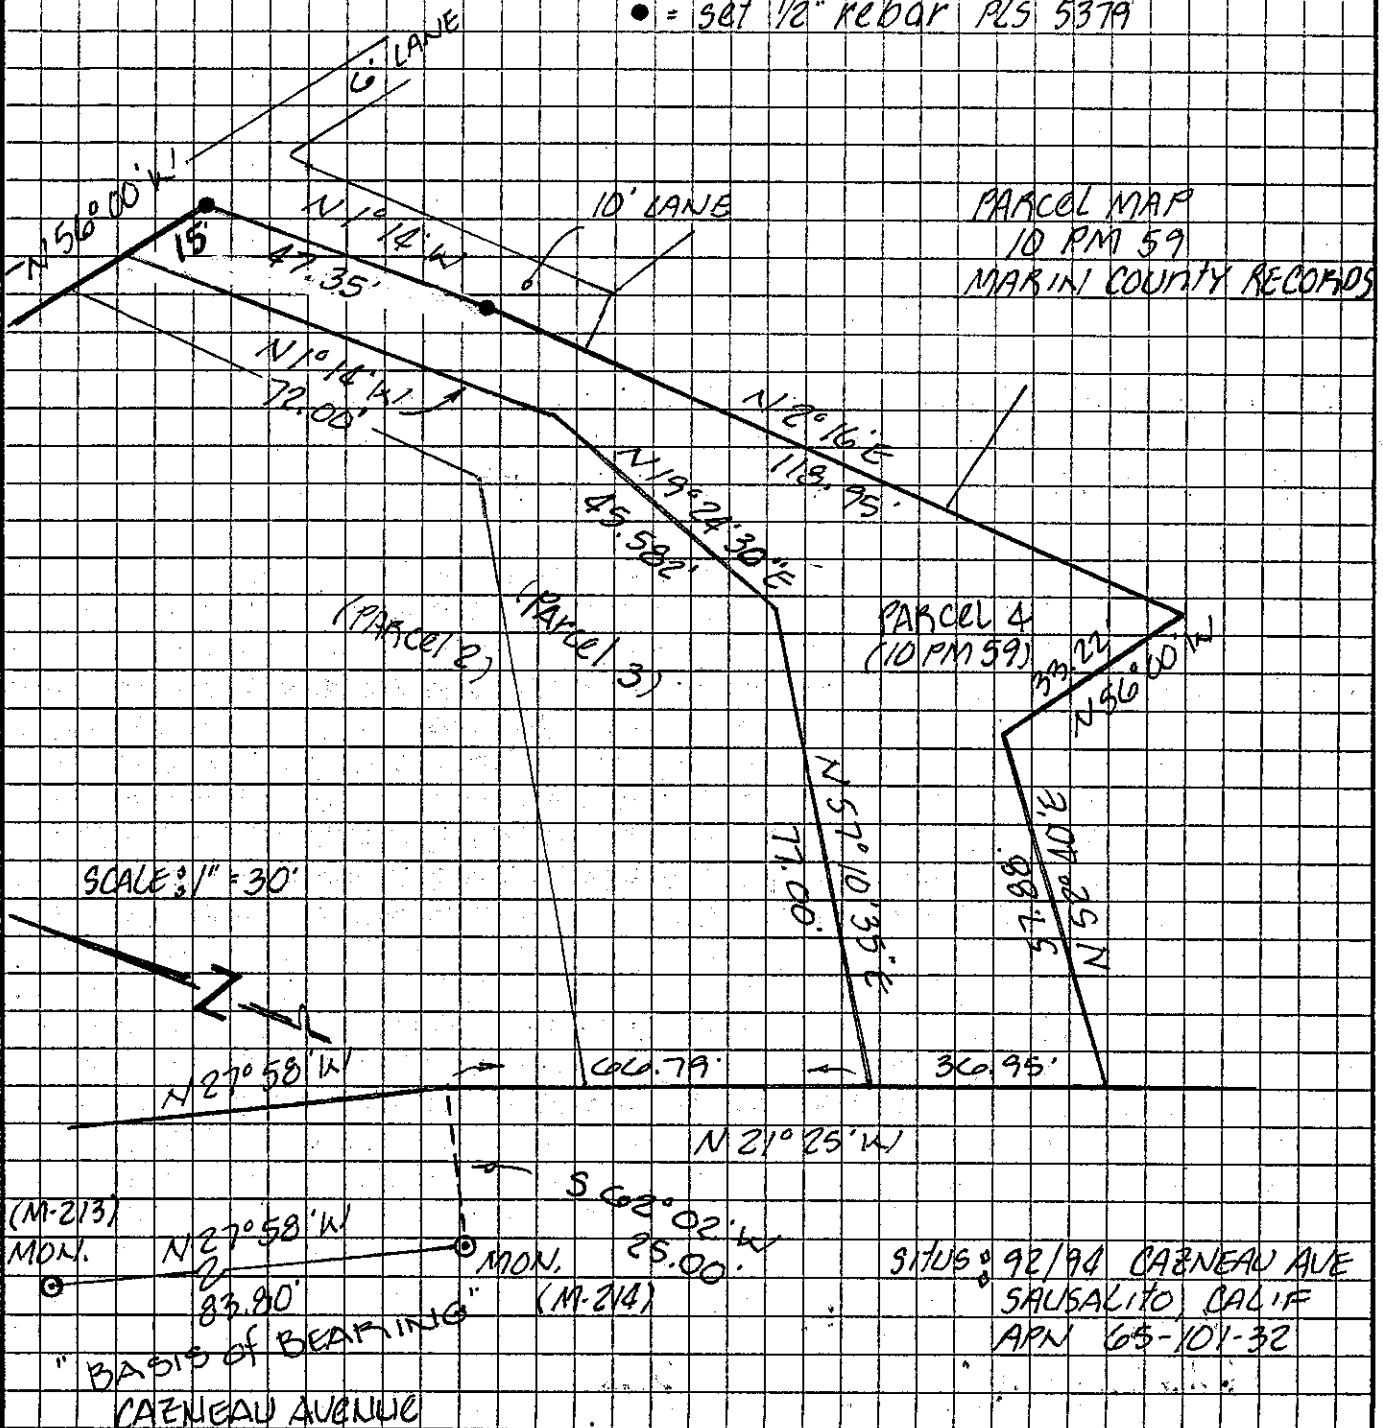 ● = set 1/2" rebar PLS 5379
6' LANE
N 56° 00' W
15'
N 1° 14' W
47.35'
10' LANE
PARCEL MAP
10 PM 59
MARIN COUNTY RECORDS
N 1° 14' W
72.00'
N 2° 16' E
118.95'
N 19° 24' 30" E
45.582'
(PARCEL 2)
(PARCEL 3)
PARCEL 4
(10 PM 59)
33.22'
N 56° 00' W
N 57° 10' 35" E
77.00'
57.88'
N 52° 40' E
SCALE: 1" = 30'
N
N 27° 58' W
66.79'
36.95'
N 21° 25' W
S 62° 02' W
25.00'
(M-213)
MON.
N 27° 58' W
83.80'
MON.
(M-214)
"BASIS of BEARING"
CAZNEAU AVENUE
SITUS: 92/94 CAZNEAU AVE
SAUSALITO, CALIF
APN 65-101-32